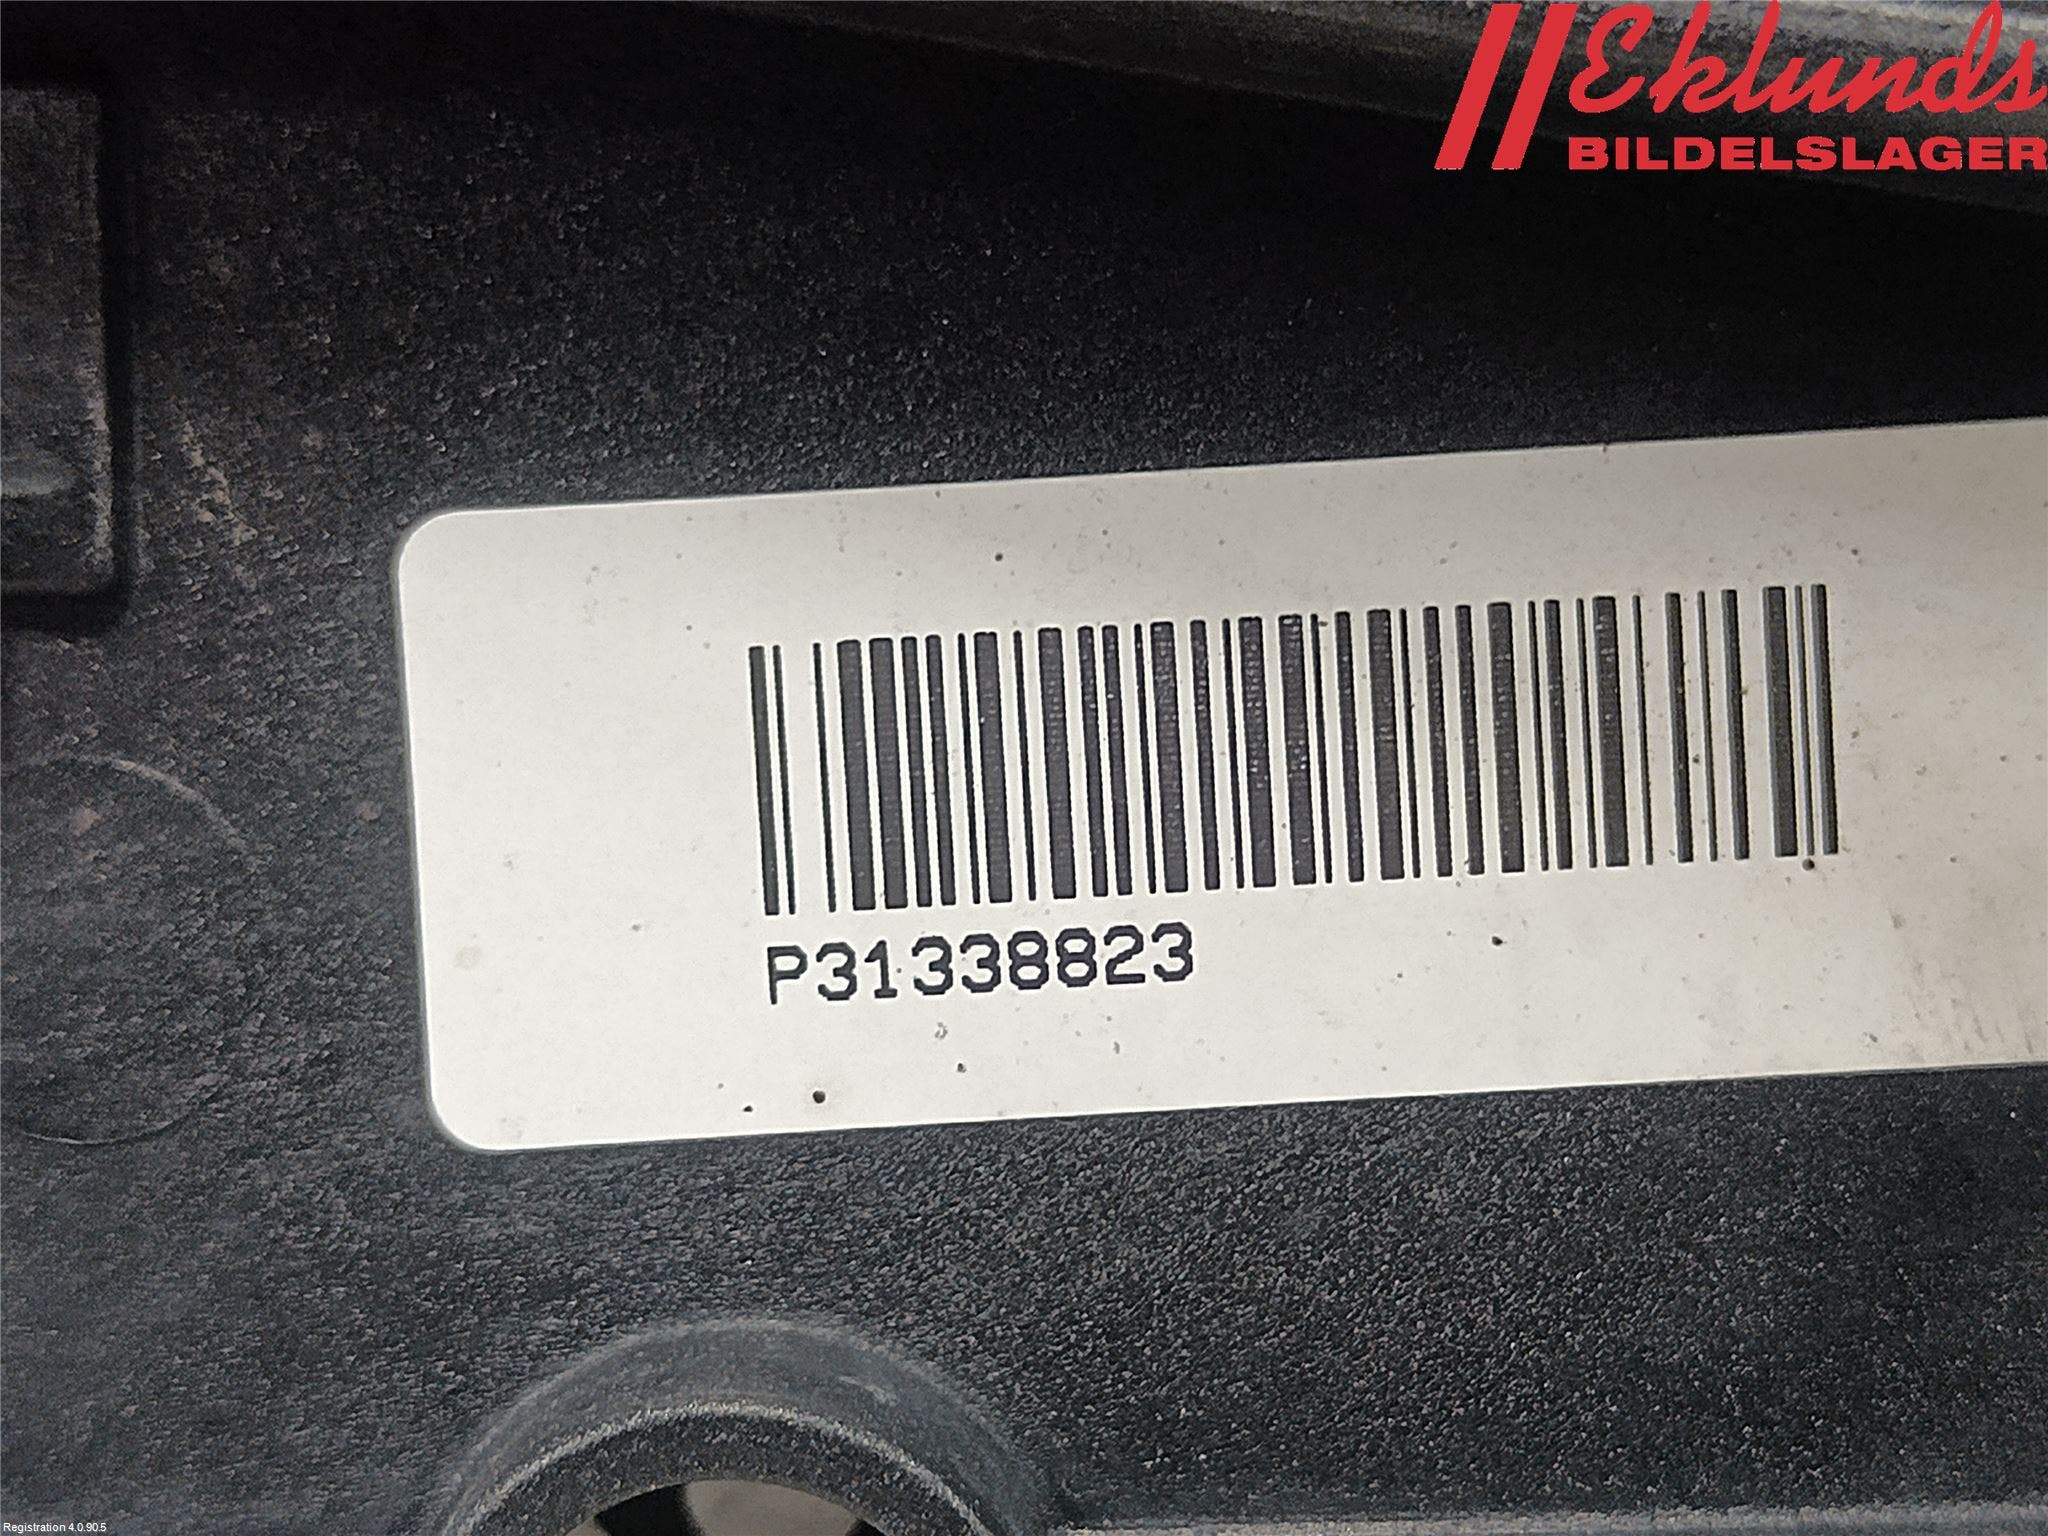 Eklunds
BILDELSLAGER
P31338823
Registration 4.0.90.5